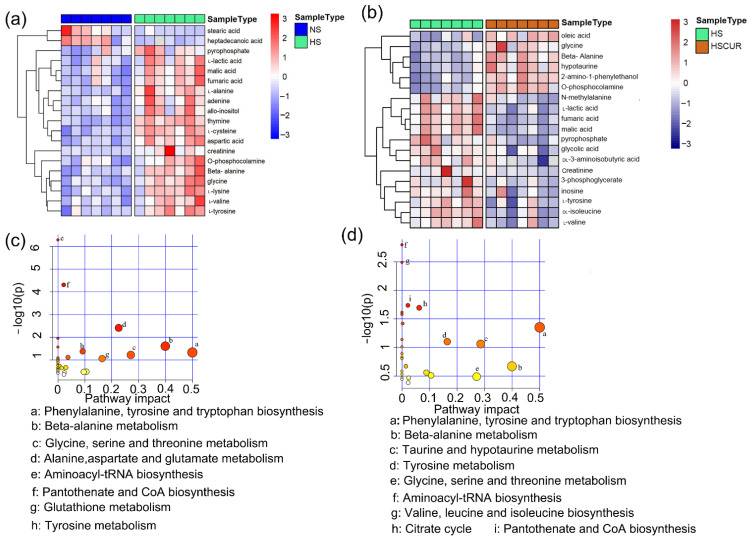 (a)
SampleType
stearic acid
heptadecanoic acid
pyrophosphate
L-lactic acid
malic acid
fumaric acid
L-alanine
adenine
allo-inositol
thymine
L-cysteine
aspartic acid
creatinine
O-phosphocolamine
Beta- alanine
glycine
L-lysine
L-valine
L-tyrosine
3
2
1
0
-1
-2
-3
SampleType
NS
HS
(b)
SampleType
oleic acid
glycine
Beta- Alanine
hypotaurine
2-amino-1-phenylethanol
O-phosphocolamine
N-methylalanine
L-lactic acid
fumaric acid
malic acid
pyrophosphate
glycolic acid
DL-3-aminoisobutyric acid
Creatinine
3-phosphoglycerate
inosine
L-tyrosine
DL-isoleucine
L-valine
3
2
1
0
-1
-2
-3
SampleType
HS
HSCUR
(c)
−log10(p)
6
5
4
3
2
1
e
f
d
h
g
c
b
a
0
0.1
0.2
0.3
0.4
0.5
Pathway impact
a: Phenylalanine, tyrosine and tryptophan biosynthesis
b: Beta-alanine metabolism
c: Glycine, serine and threonine metabolism
d: Alanine,aspartate and glutamate metabolism
e: Aminoacyl-tRNA biosynthesis
f: Pantothenate and CoA biosynthesis
g: Glutathione metabolism
h: Tyrosine metabolism
(d)
−log10(p)
2.5
2
1.5
1
0.5
f
g
i
h
d
c
e
b
a
0
0.1
0.2
0.3
0.4
0.5
Pathway impact
a: Phenylalanine, tyrosine and tryptophan biosynthesis
b: Beta-alanine metabolism
c: Taurine and hypotaurine metabolism
d: Tyrosine metabolism
e: Glycine, serine and threonine metabolism
f: Aminoacyl-tRNA biosynthesis
g: Valine, leucine and isoleucine biosynthesis
h: Citrate cycle i: Pantothenate and CoA biosynthesis